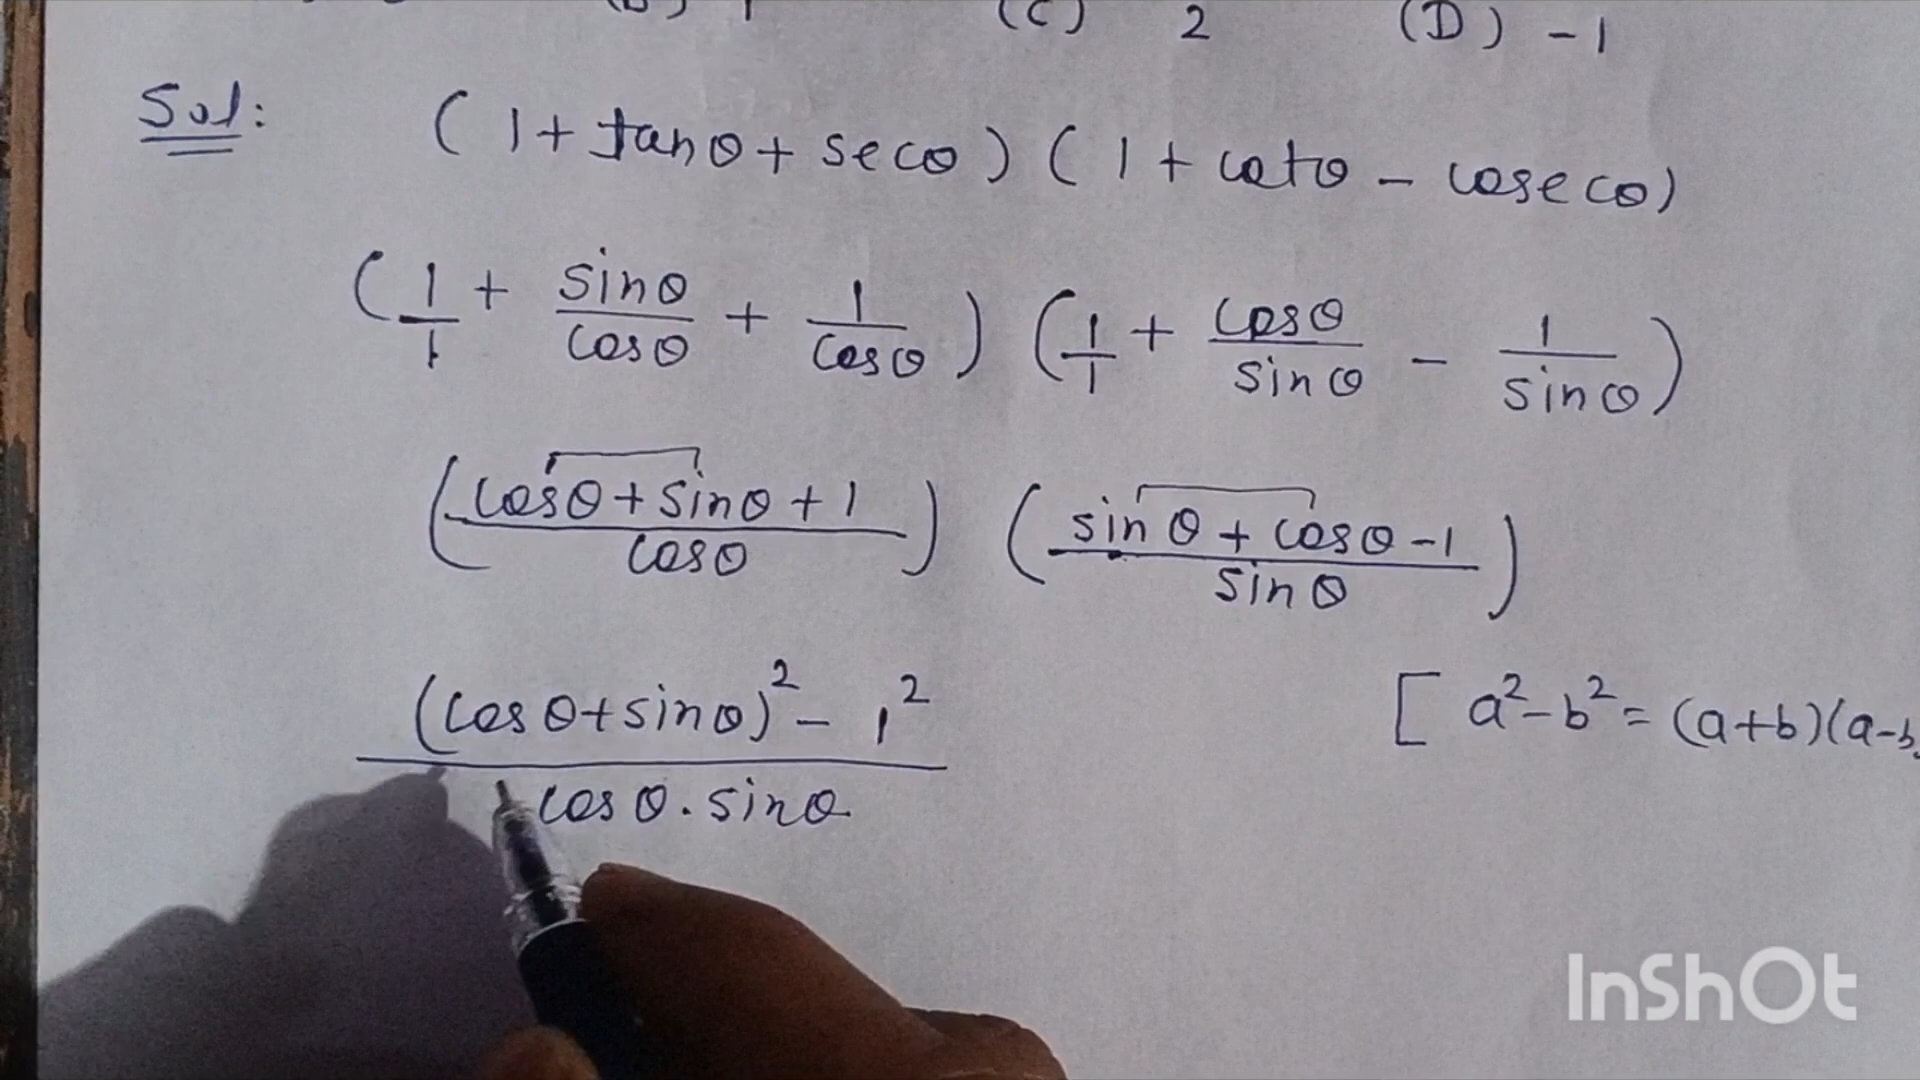 (B) 1 (C) 2 (D) -1
Sol: (1 + tanθ + secθ) (1 + cotθ - cosecθ)
(1/1 + sinθ/cosθ + 1/cosθ) (1/1 + cosθ/sinθ - 1/sinθ)
((cosθ + sinθ + 1)/cosθ) ((sinθ + cosθ - 1)/sinθ)
((cosθ + sinθ)² - 1²)/(cosθ . sinθ) [ a² - b² = (a+b)(a-b
InShOt